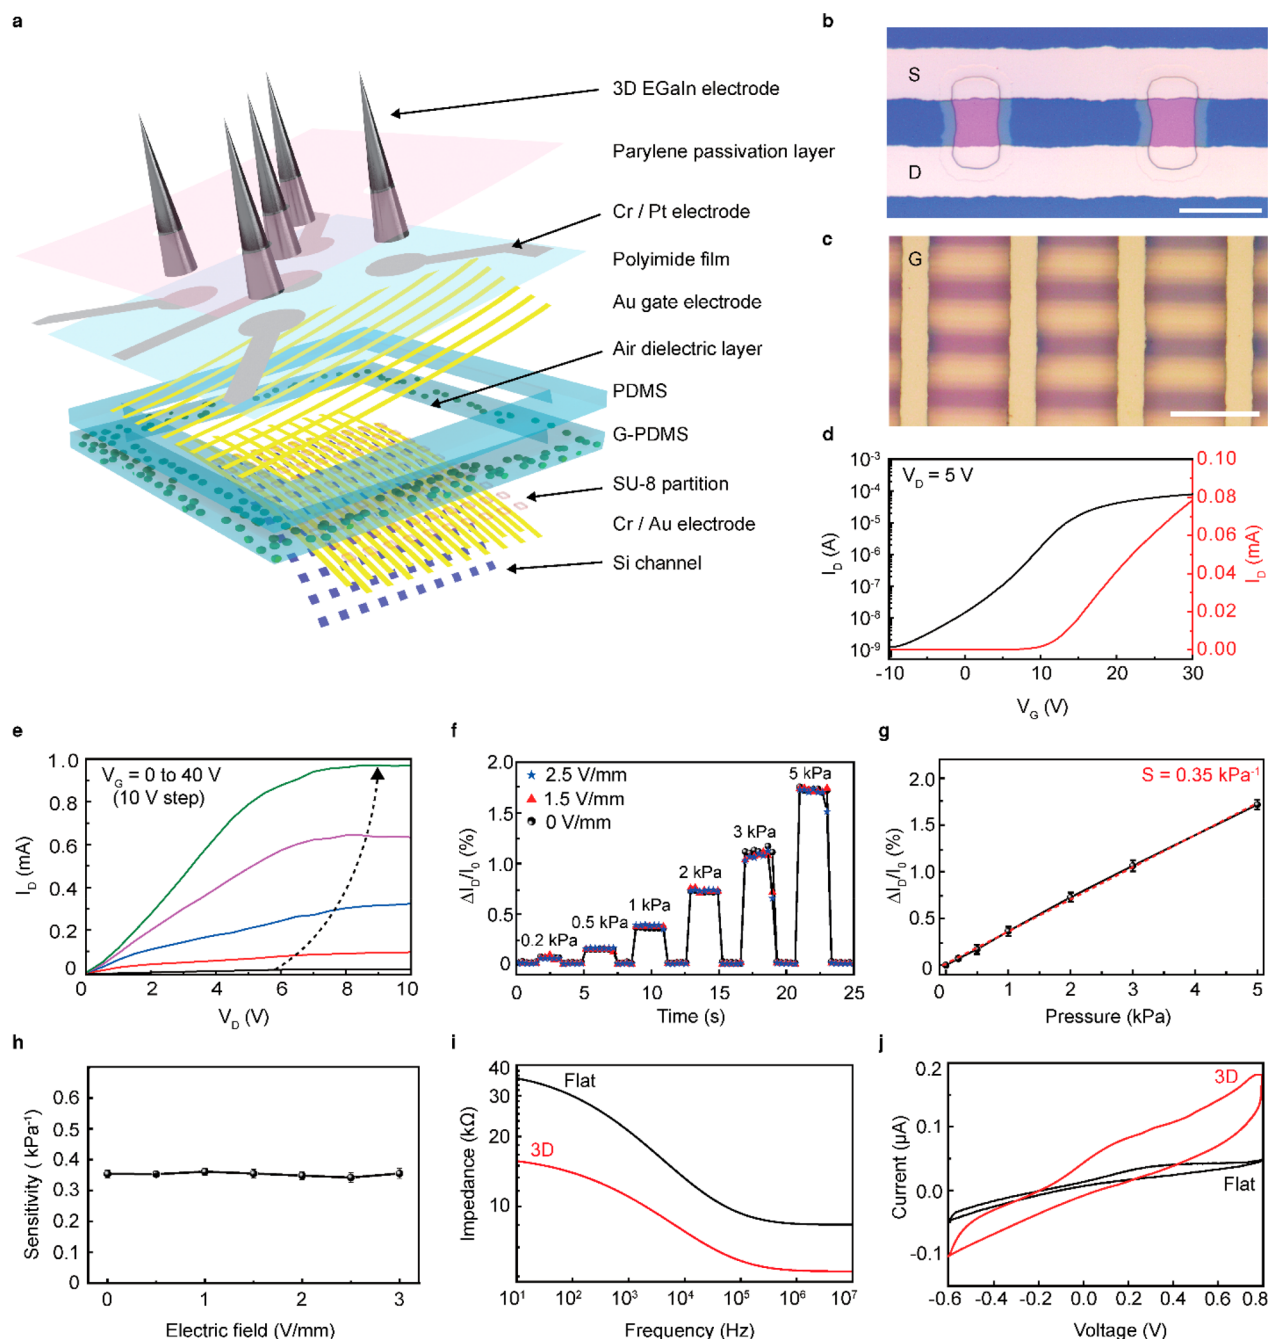 a
3D EGaIn electrode
Parylene passivation layer
Cr / Pt electrode
Polyimide film
Au gate electrode
Air dielectric layer
PDMS
G-PDMS
SU-8 partition
Cr / Au electrode
Si channel
b
S
D
c
G
d
V_D = 5 V
10^-3
10^-4
10^-5
10^-6
10^-7
10^-8
10^-9
I_D (A)
0.10
0.08
0.06
0.04
0.02
0.00
I_D (mA)
-10
0
10
20
30
V_G (V)
e
V_G = 0 to 40 V
(10 V step)
1.0
0.8
0.6
0.4
0.2
0
I_D (mA)
0
2
4
6
8
10
V_D (V)
f
2.5 V/mm
1.5 V/mm
0 V/mm
0.2 kPa
0.5 kPa
1 kPa
2 kPa
3 kPa
5 kPa
2.0
1.5
1.0
0.5
0
ΔI_D/I_0 (%)
0
5
10
15
20
25
Time (s)
g
S = 0.35 kPa^-1
2.0
1.5
1.0
0.5
0
ΔI_D/I_0 (%)
0
1
2
3
4
5
Pressure (kPa)
h
0.6
0.5
0.4
0.3
0.2
0.1
0
Sensitivity ( kPa^-1)
0
1
2
3
Electric field (V/mm)
i
Flat
3D
40
30
20
10
Impedance (kΩ)
10^1
10^2
10^3
10^4
10^5
10^6
10^7
Frequency (Hz)
j
3D
Flat
0.2
0.1
0.0
-0.1
Current (µA)
-0.6
-0.4
-0.2
0.0
0.2
0.4
0.6
0.8
Voltage (V)